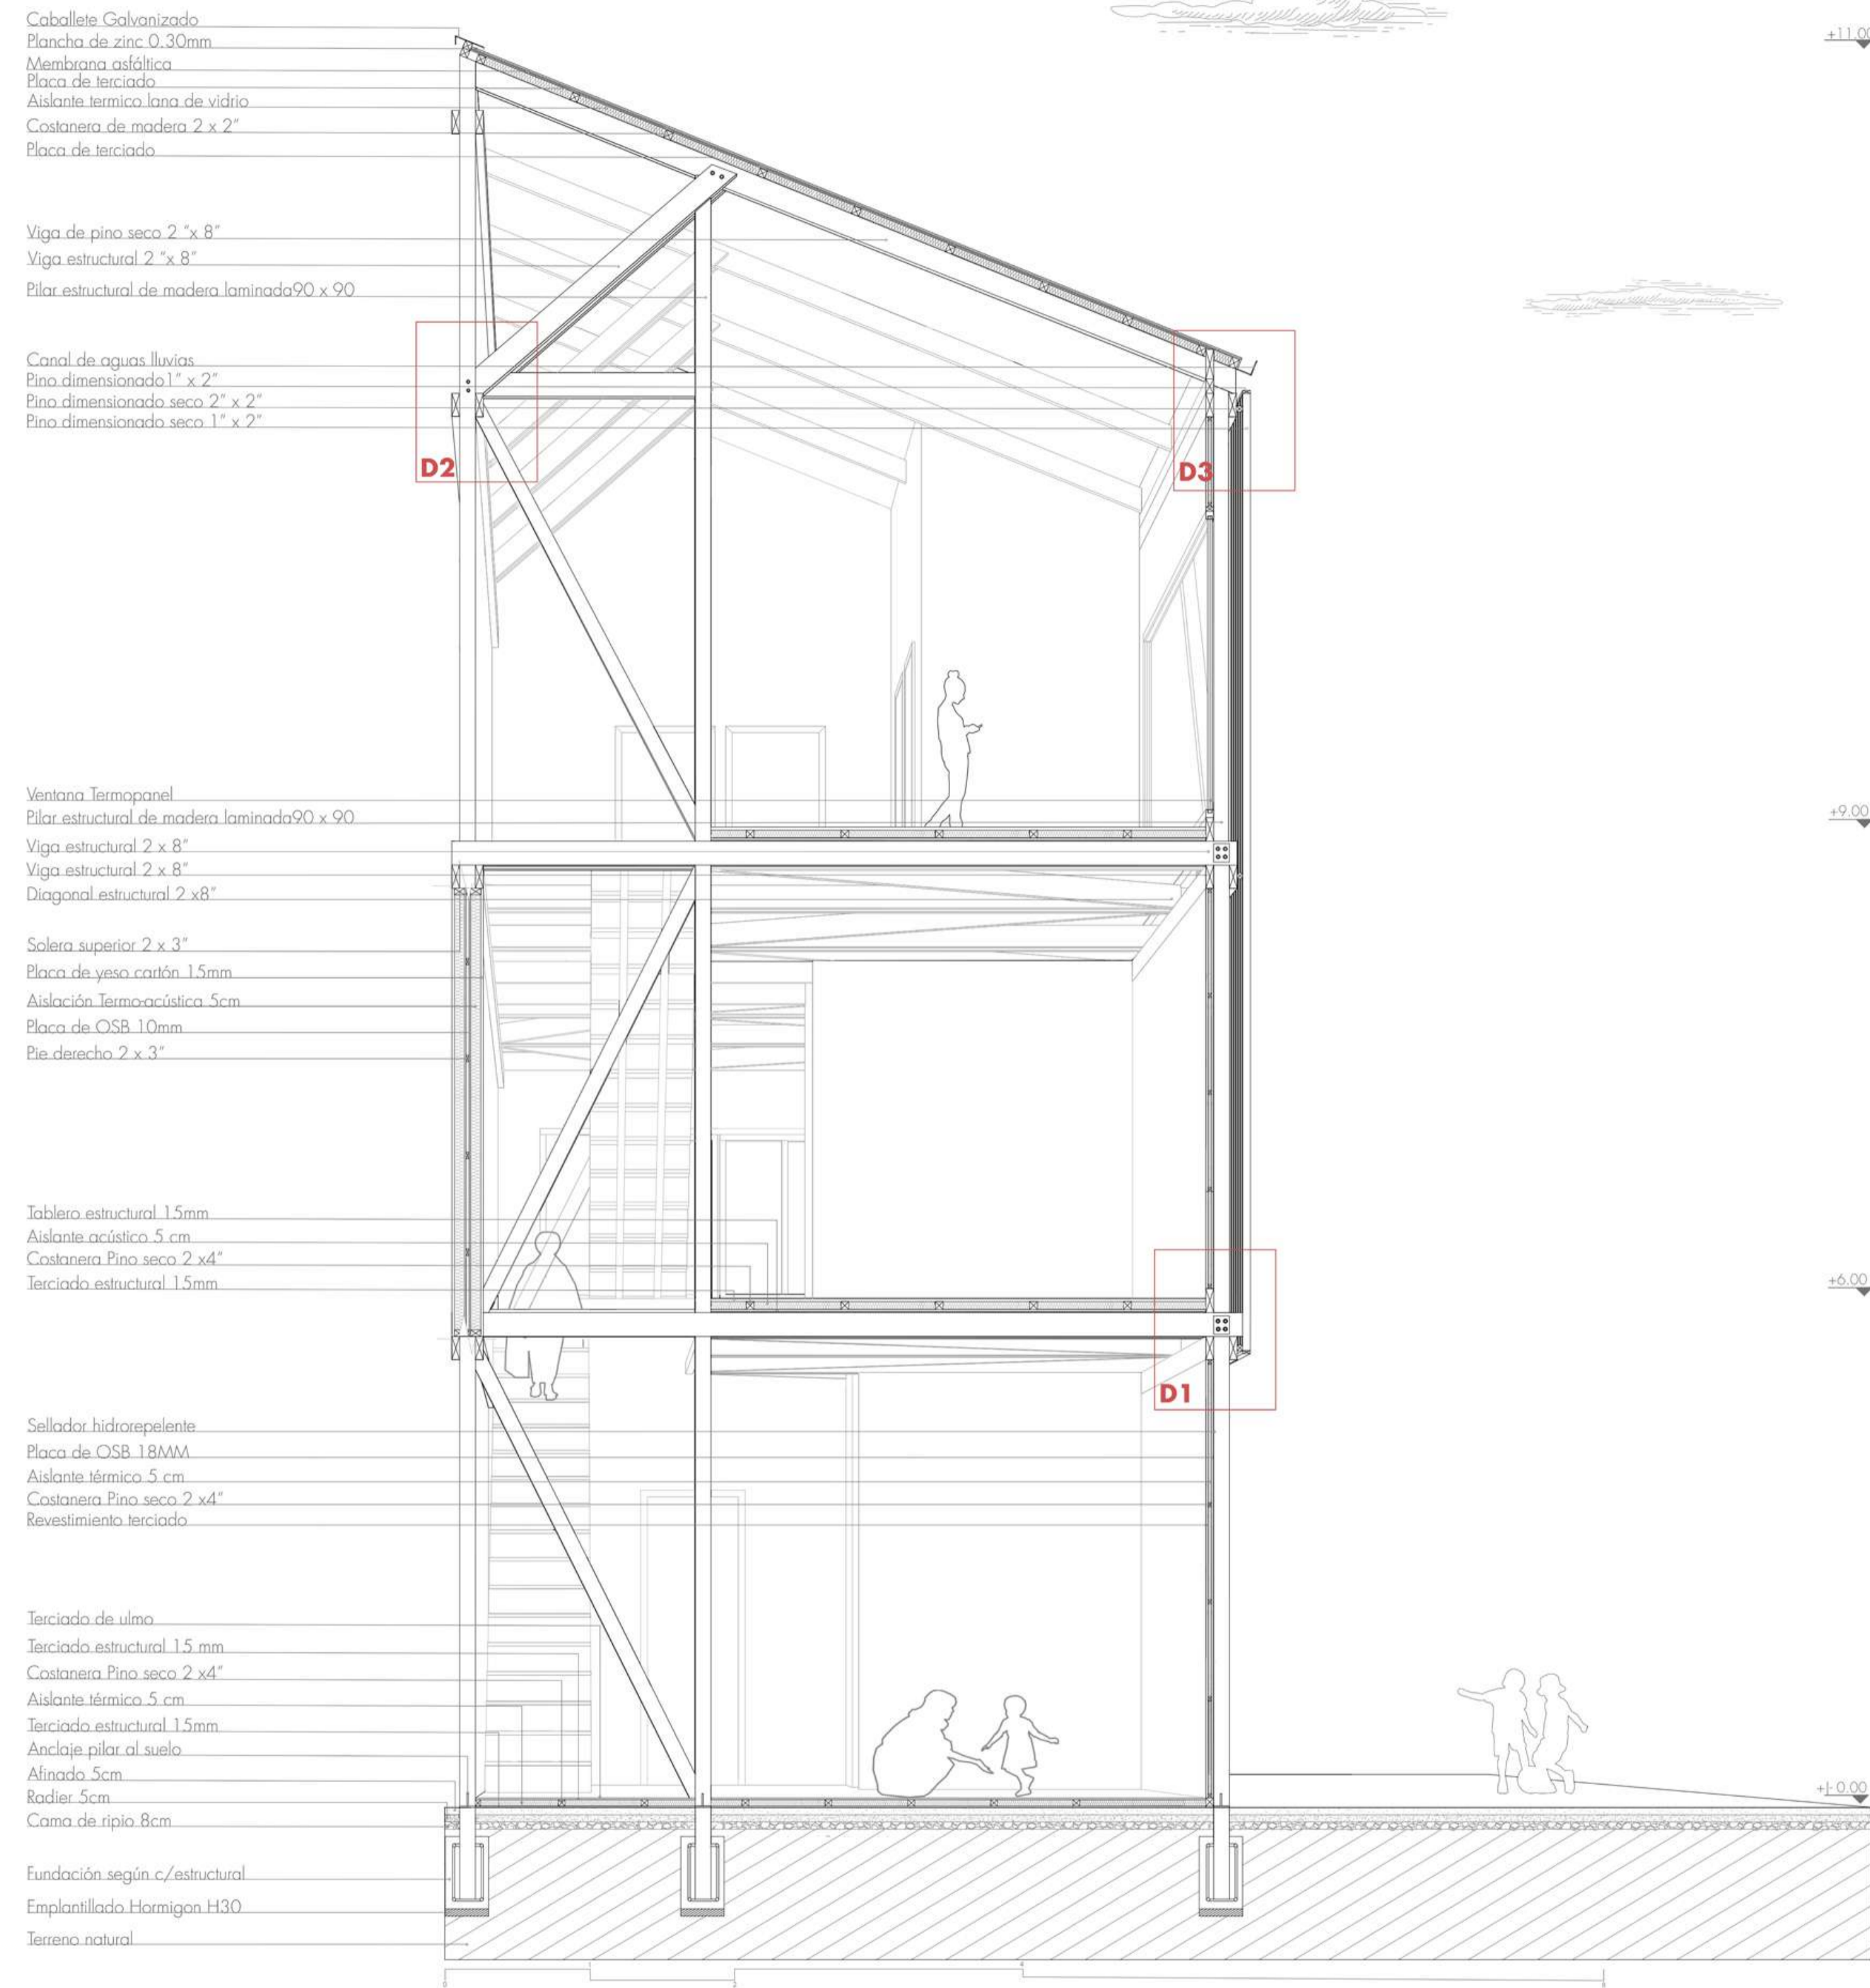 Caballete Galvanizado
Plancha de zinc 0.30mm
Membrana asfáltica
Placa de terciado
Aislante termico lana de vidrio
Costanera de madera 2 x 2"
Placa de terciado
Viga de pino seco 2 "x 8"
Viga estructural 2 "x 8"
Pilar estructural de madera laminada90 x 90
Canal de aguas lluvias
Pino dimensionado1" x 2"
Pino dimensionado seco 2" x 2"
Pino dimensionado seco 1" x 2"
Ventana Termopanel
Pilar estructural de madera laminada90 x 90
Viga estructural 2 x 8"
Viga estructural 2 x 8"
Diagonal estructural 2 x8"
Solera superior 2 x 3"
Placa de yeso cartón 15mm
Aislación Termo-acústica 5cm
Placa de OSB 10mm
Pie derecho 2 x 3"
Tablero estructural 15mm
Aislante acústico 5 cm
Costanera Pino seco 2 x4"
Terciado estructural 15mm
Sellador hidrorepelente
Placa de OSB 18MM
Aislante térmico 5 cm
Costanera Pino seco 2 x4"
Revestimiento terciado
Terciado de ulmo
Terciado estructural 15 mm
Costanera Pino seco 2 x4"
Aislante térmico 5 cm
Terciado estructural 15mm
Anclaje pilar al suelo
Afinado 5cm
Radier 5cm
Cama de ripio 8cm
Fundación según c/estructural
Emplantillado Hormigon H30
Terreno natural
D2
D3
D1
+11.00
+9.00
+6.00
+|-0.00
0 1 2 4 8